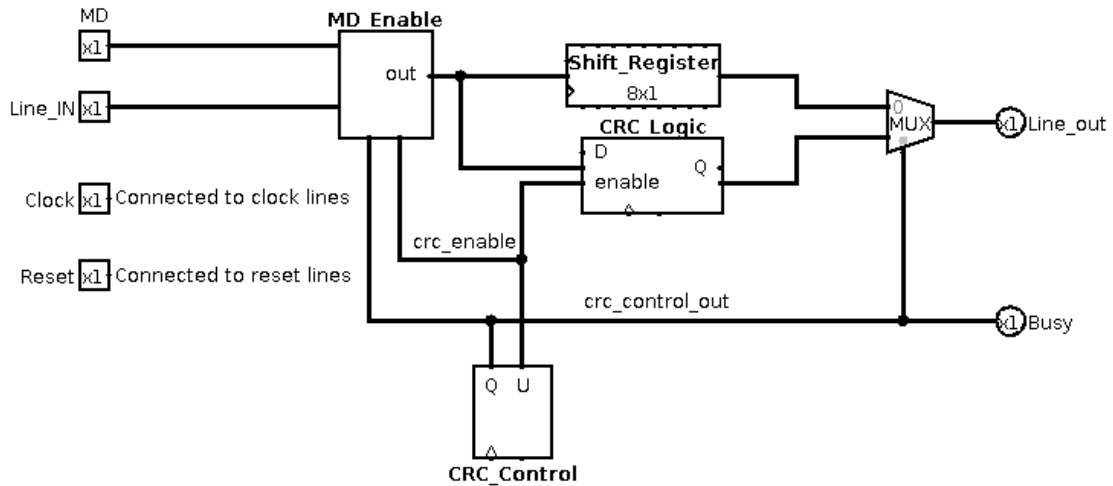 MD
x1
MD_Enable
out
Shift_Register
8x1
Line_IN
x1
0
MUX
x1
Line_out
CRC Logic
D
Q
enable
Clock
x1
Connected to clock lines
crc_enable
Reset
x1
Connected to reset lines
crc_control_out
x1
Busy
Q
U
CRC_Control